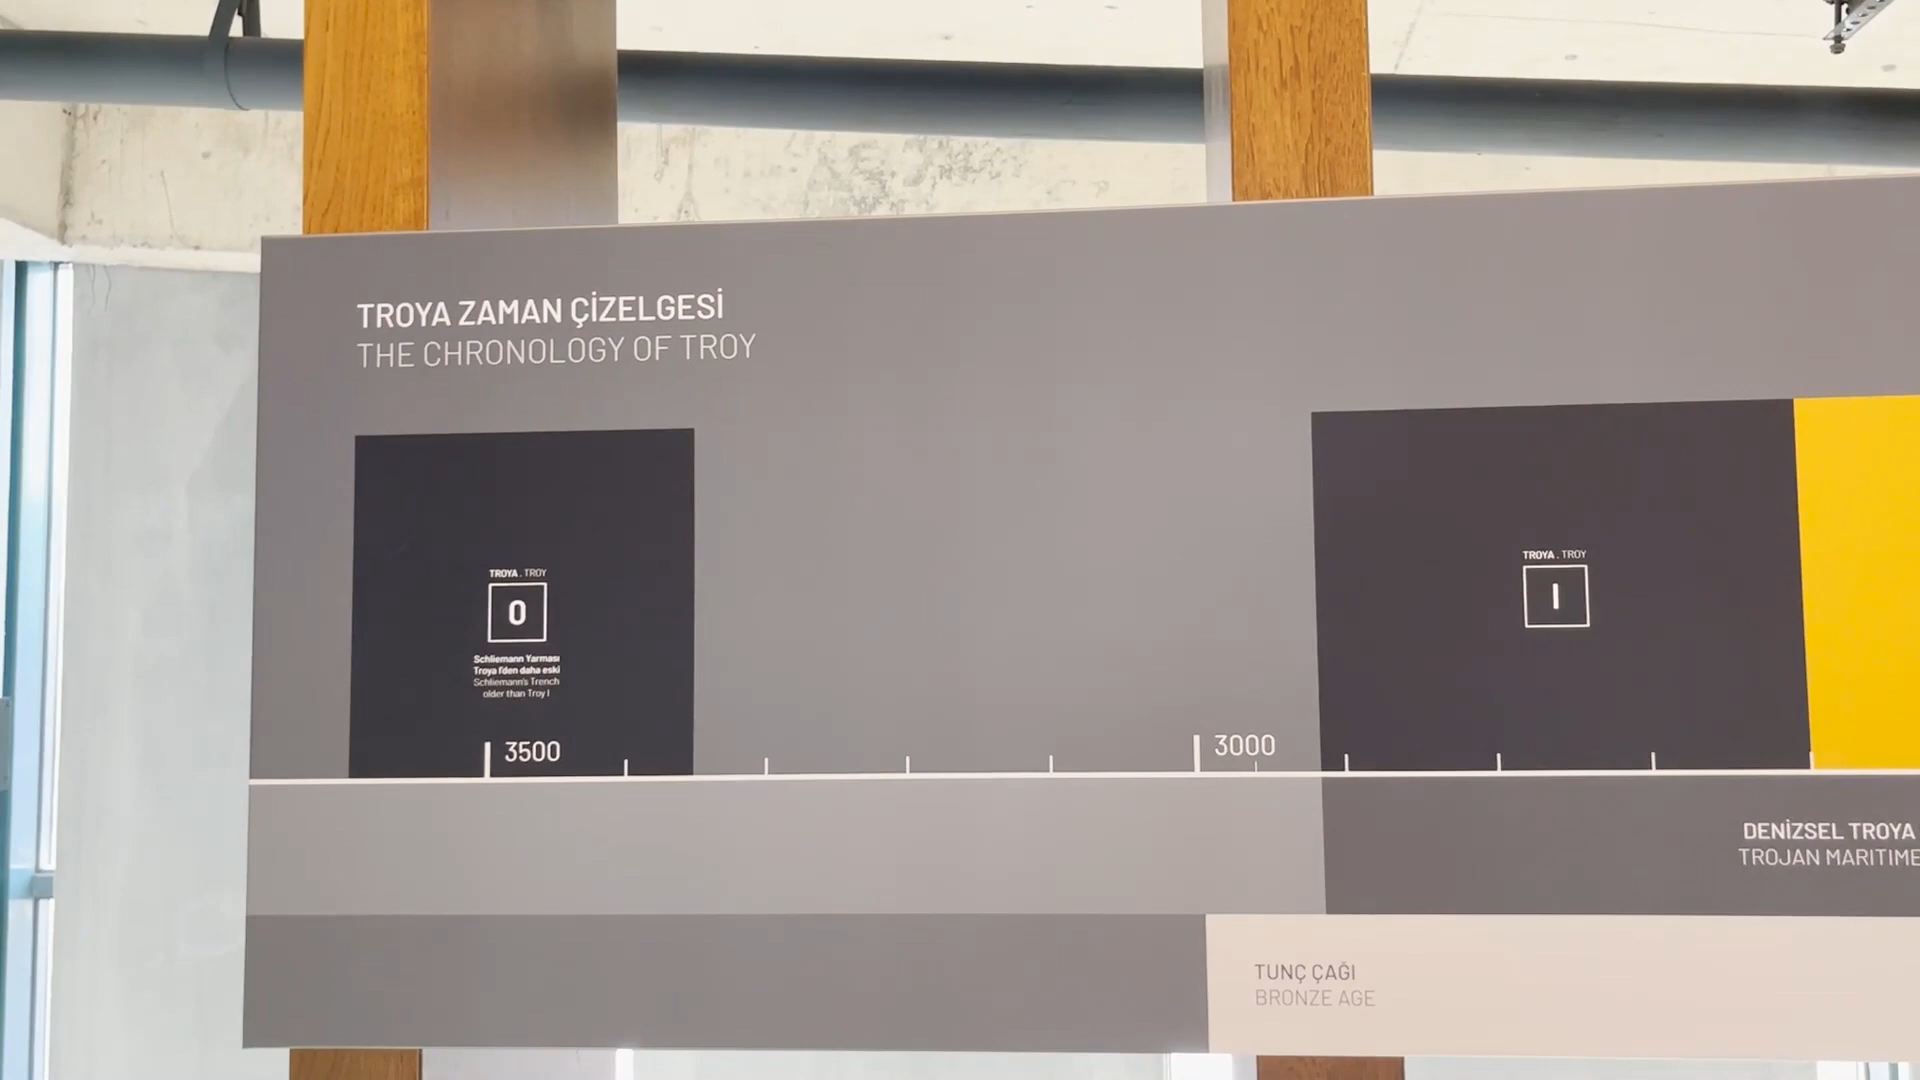 TROYA ZAMAN ÇİZELGESİ
THE CHRONOLOGY OF TROY
TROYA . TROY
0
Schliemann Yarması
Troya I'den daha eski
Schliemann's Trench
older than Troy I
3500
3000
TROYA . TROY
I
DENİZSEL TROYA
TROJAN MARITIME
TUNÇ ÇAĞI
BRONZE AGE